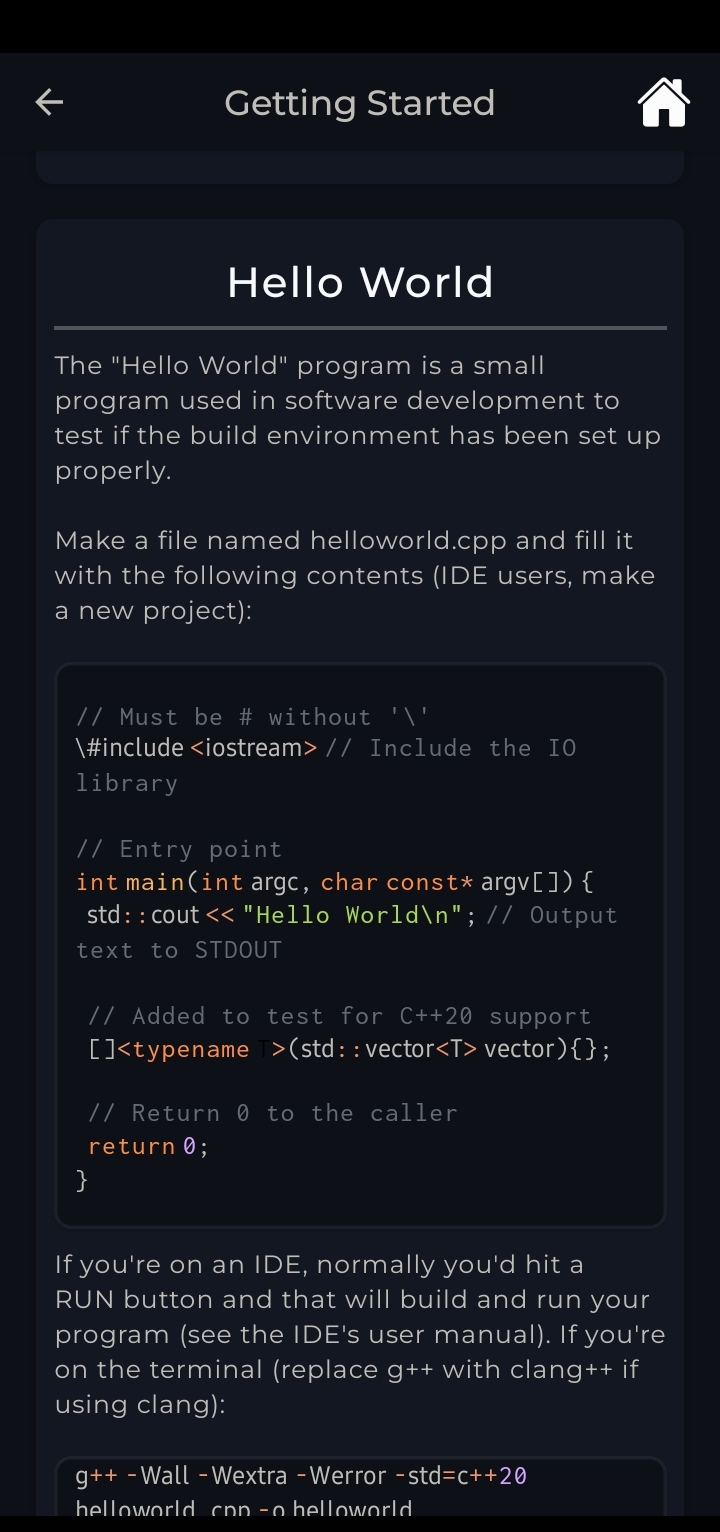 Getting Started
Hello World
The "Hello World" program is a small
program used in software development to
test if the build environment has been set up
properly.
Make a file named helloworld.cpp and fill it
with the following contents (IDE users, make
a new project):
// Must be # without '\'
\#include <iostream> // Include the IO
library
// Entry point
int main(int argc, char const* argv[]) {
std::cout << "Hello World\n"; // Output
text to STDOUT
// Added to test for C++20 support
[]<typename T>(std::vector<T> vector){};
// Return 0 to the caller
return 0;
}
If you're on an IDE, normally you'd hit a
RUN button and that will build and run your
program (see the IDE's user manual). If you're
on the terminal (replace g++ with clang++ if
using clang):
g++ -Wall -Wextra -Werror -std=c++20
helloworld.cpp -o helloworld